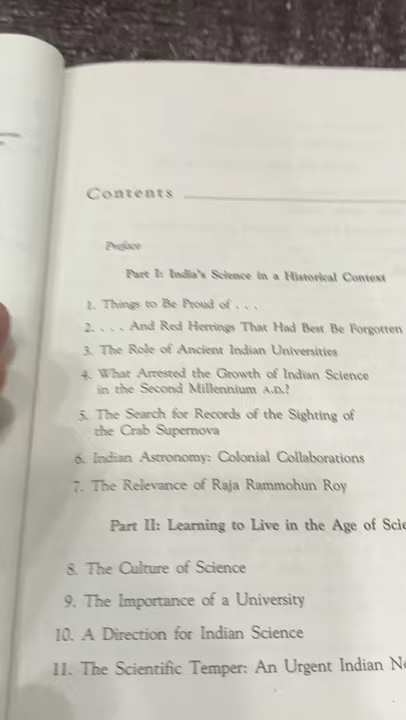 Contents
Preface
Part I: India's Science in a Historical Context
1. Things to Be Proud of . . .
2. . . . And Red Herrings That Had Best Be Forgotten
3. The Role of Ancient Indian Universities
4. What Arrested the Growth of Indian Science
in the Second Millennium A.D.?
5. The Search for Records of the Sighting of
the Crab Supernova
6. Indian Astronomy: Colonial Collaborations
7. The Relevance of Raja Rammohun Roy
Part II: Learning to Live in the Age of Scie
8. The Culture of Science
9. The Importance of a University
10. A Direction for Indian Science
11. The Scientific Temper: An Urgent Indian Ne